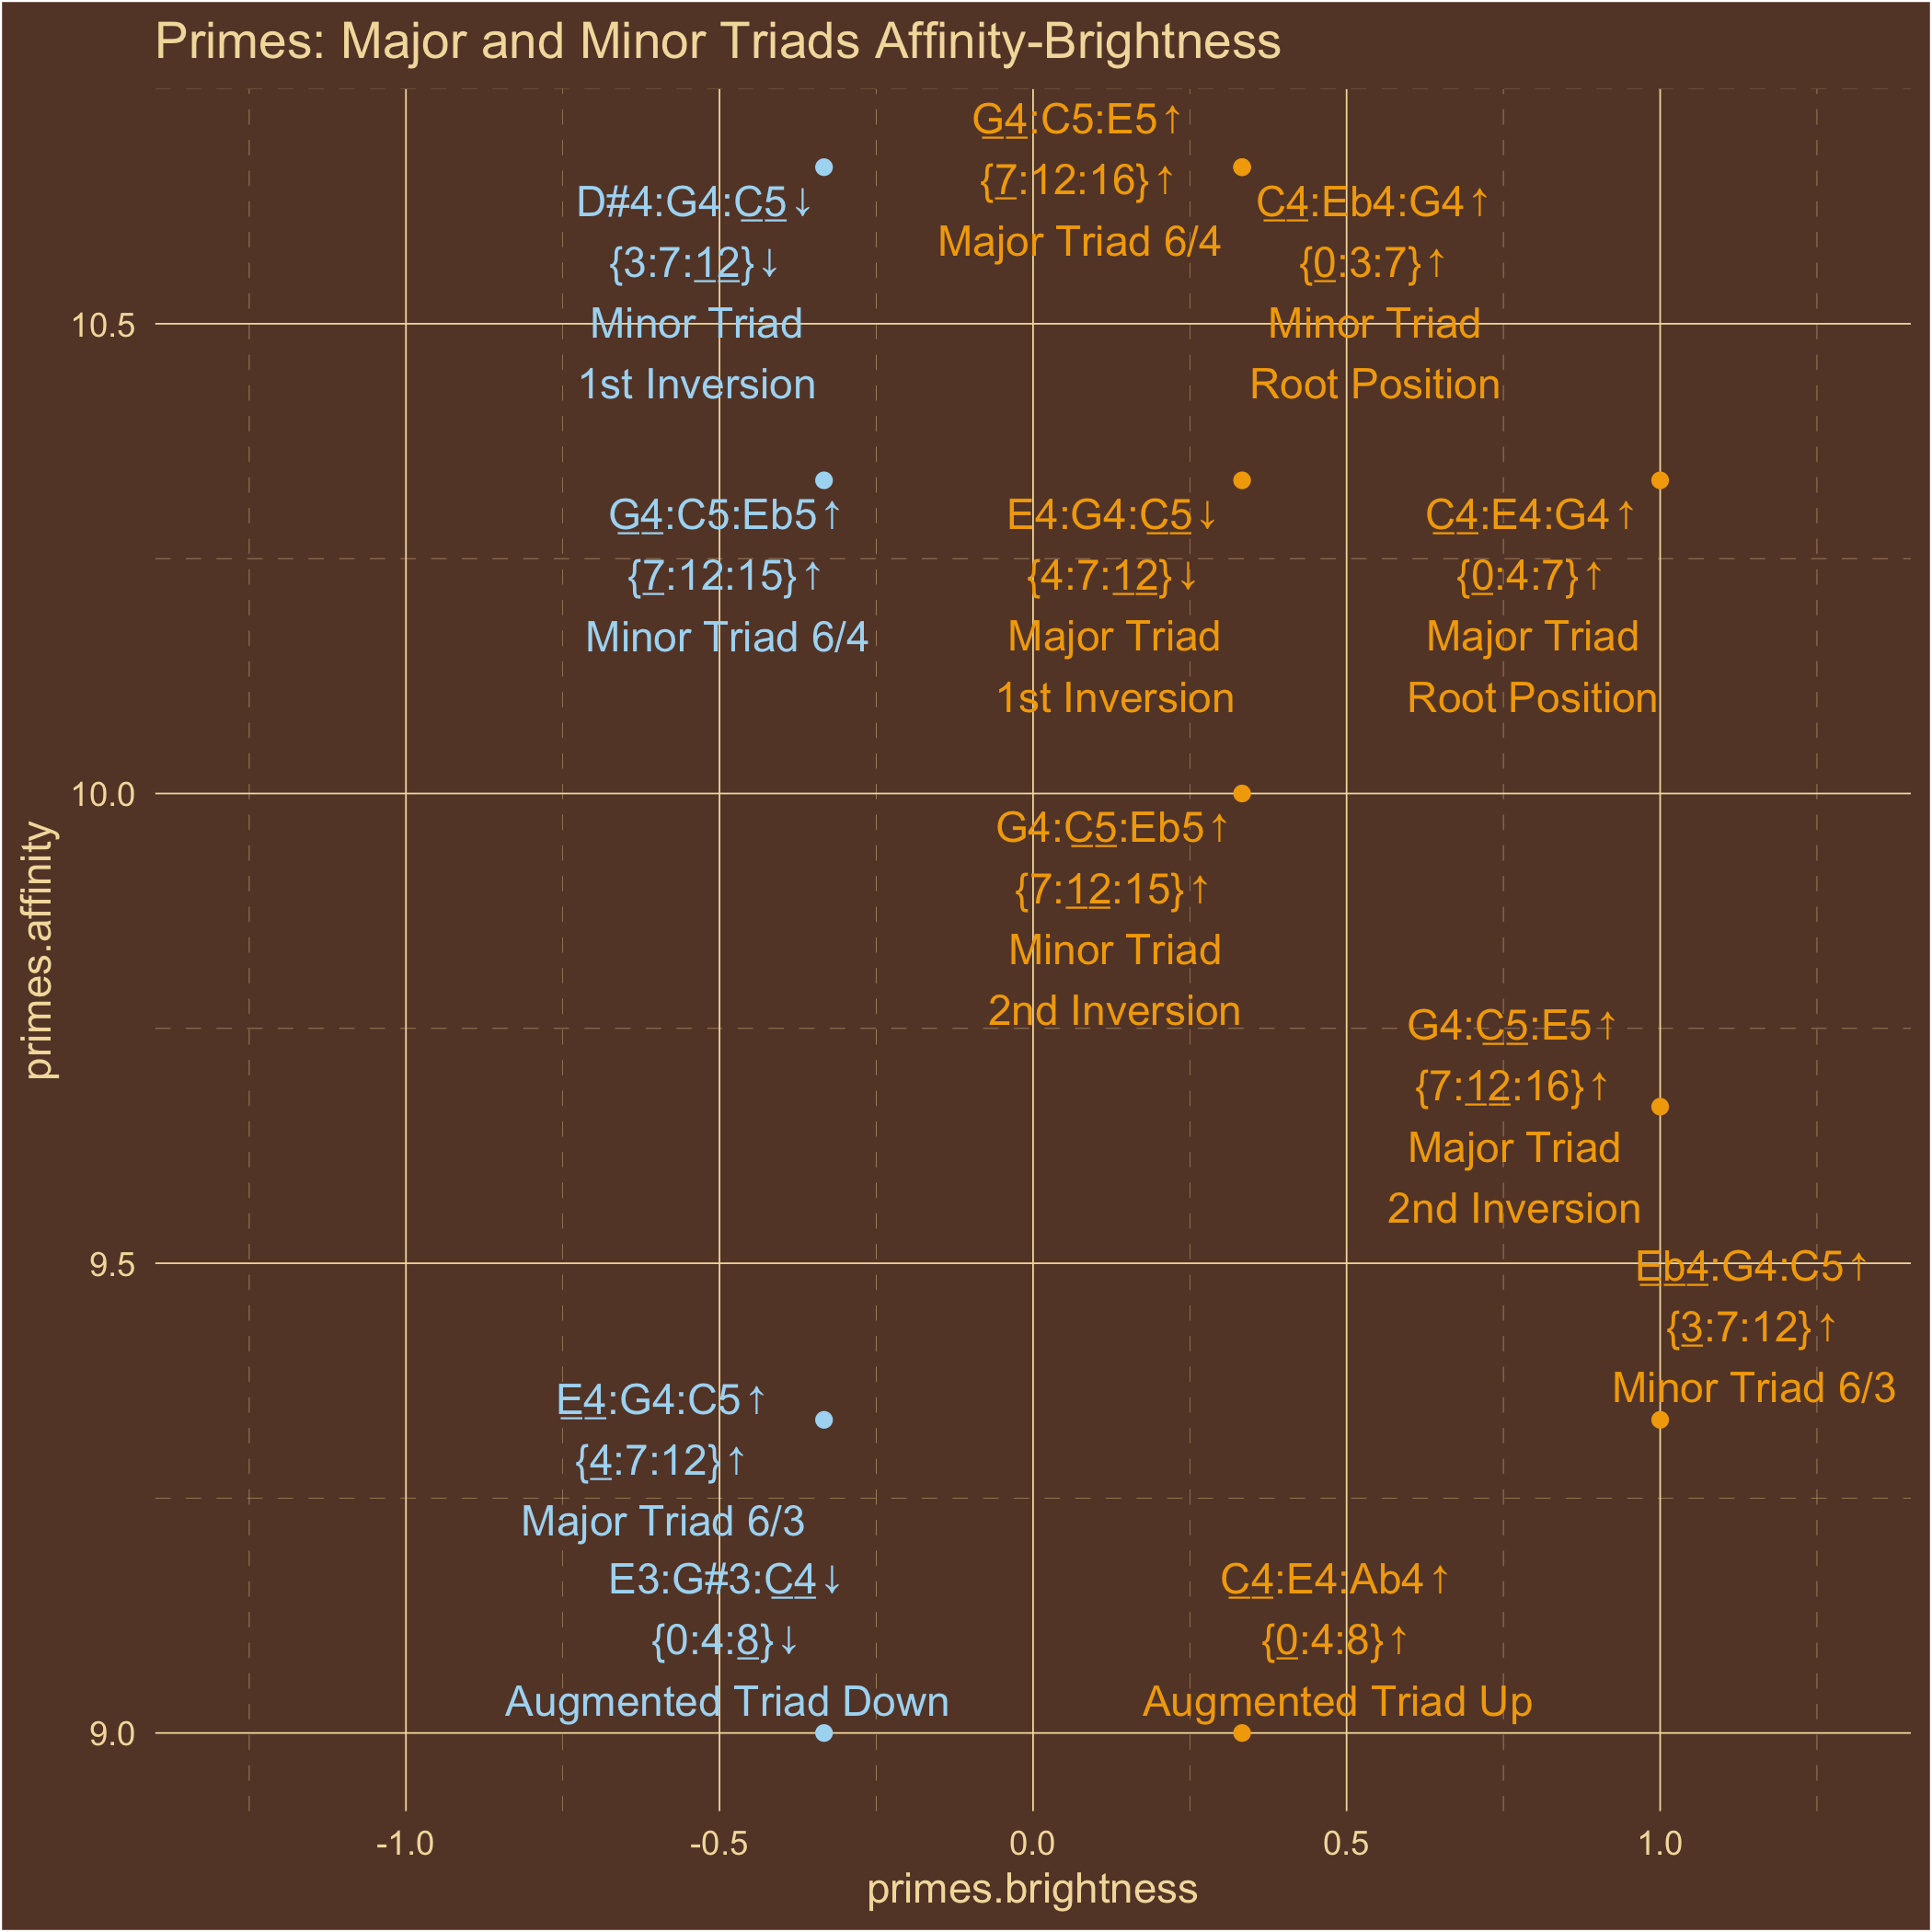 Primes: Major and Minor Triads Affinity-Brightness
primes.affinity
10.5
10.0
9.5
9.0
G4:C5:E5↑
{7:12:16}↑
Major Triad 6/4
D#4:G4:C5↓
{3:7:12}↓
Minor Triad
1st Inversion
C4:Eb4:G4↑
{0:3:7}↑
Minor Triad
Root Position
G4:C5:Eb5↑
{7:12:15}↑
Minor Triad 6/4
E4:G4:C5↓
{4:7:12}↓
Major Triad
1st Inversion
C4:E4:G4↑
{0:4:7}↑
Major Triad
Root Position
G4:C5:Eb5↑
{7:12:15}↑
Minor Triad
2nd Inversion
G4:C5:E5↑
{7:12:16}↑
Major Triad
2nd Inversion
Eb4:G4:C5↑
{3:7:12}↑
Minor Triad 6/3
E4:G4:C5↑
{4:7:12}↑
Major Triad 6/3
E3:G#3:C4↓
{0:4:8}↓
Augmented Triad Down
C4:E4:Ab4↑
{0:4:8}↑
Augmented Triad Up
-1.0
-0.5
0.0
0.5
1.0
primes.brightness